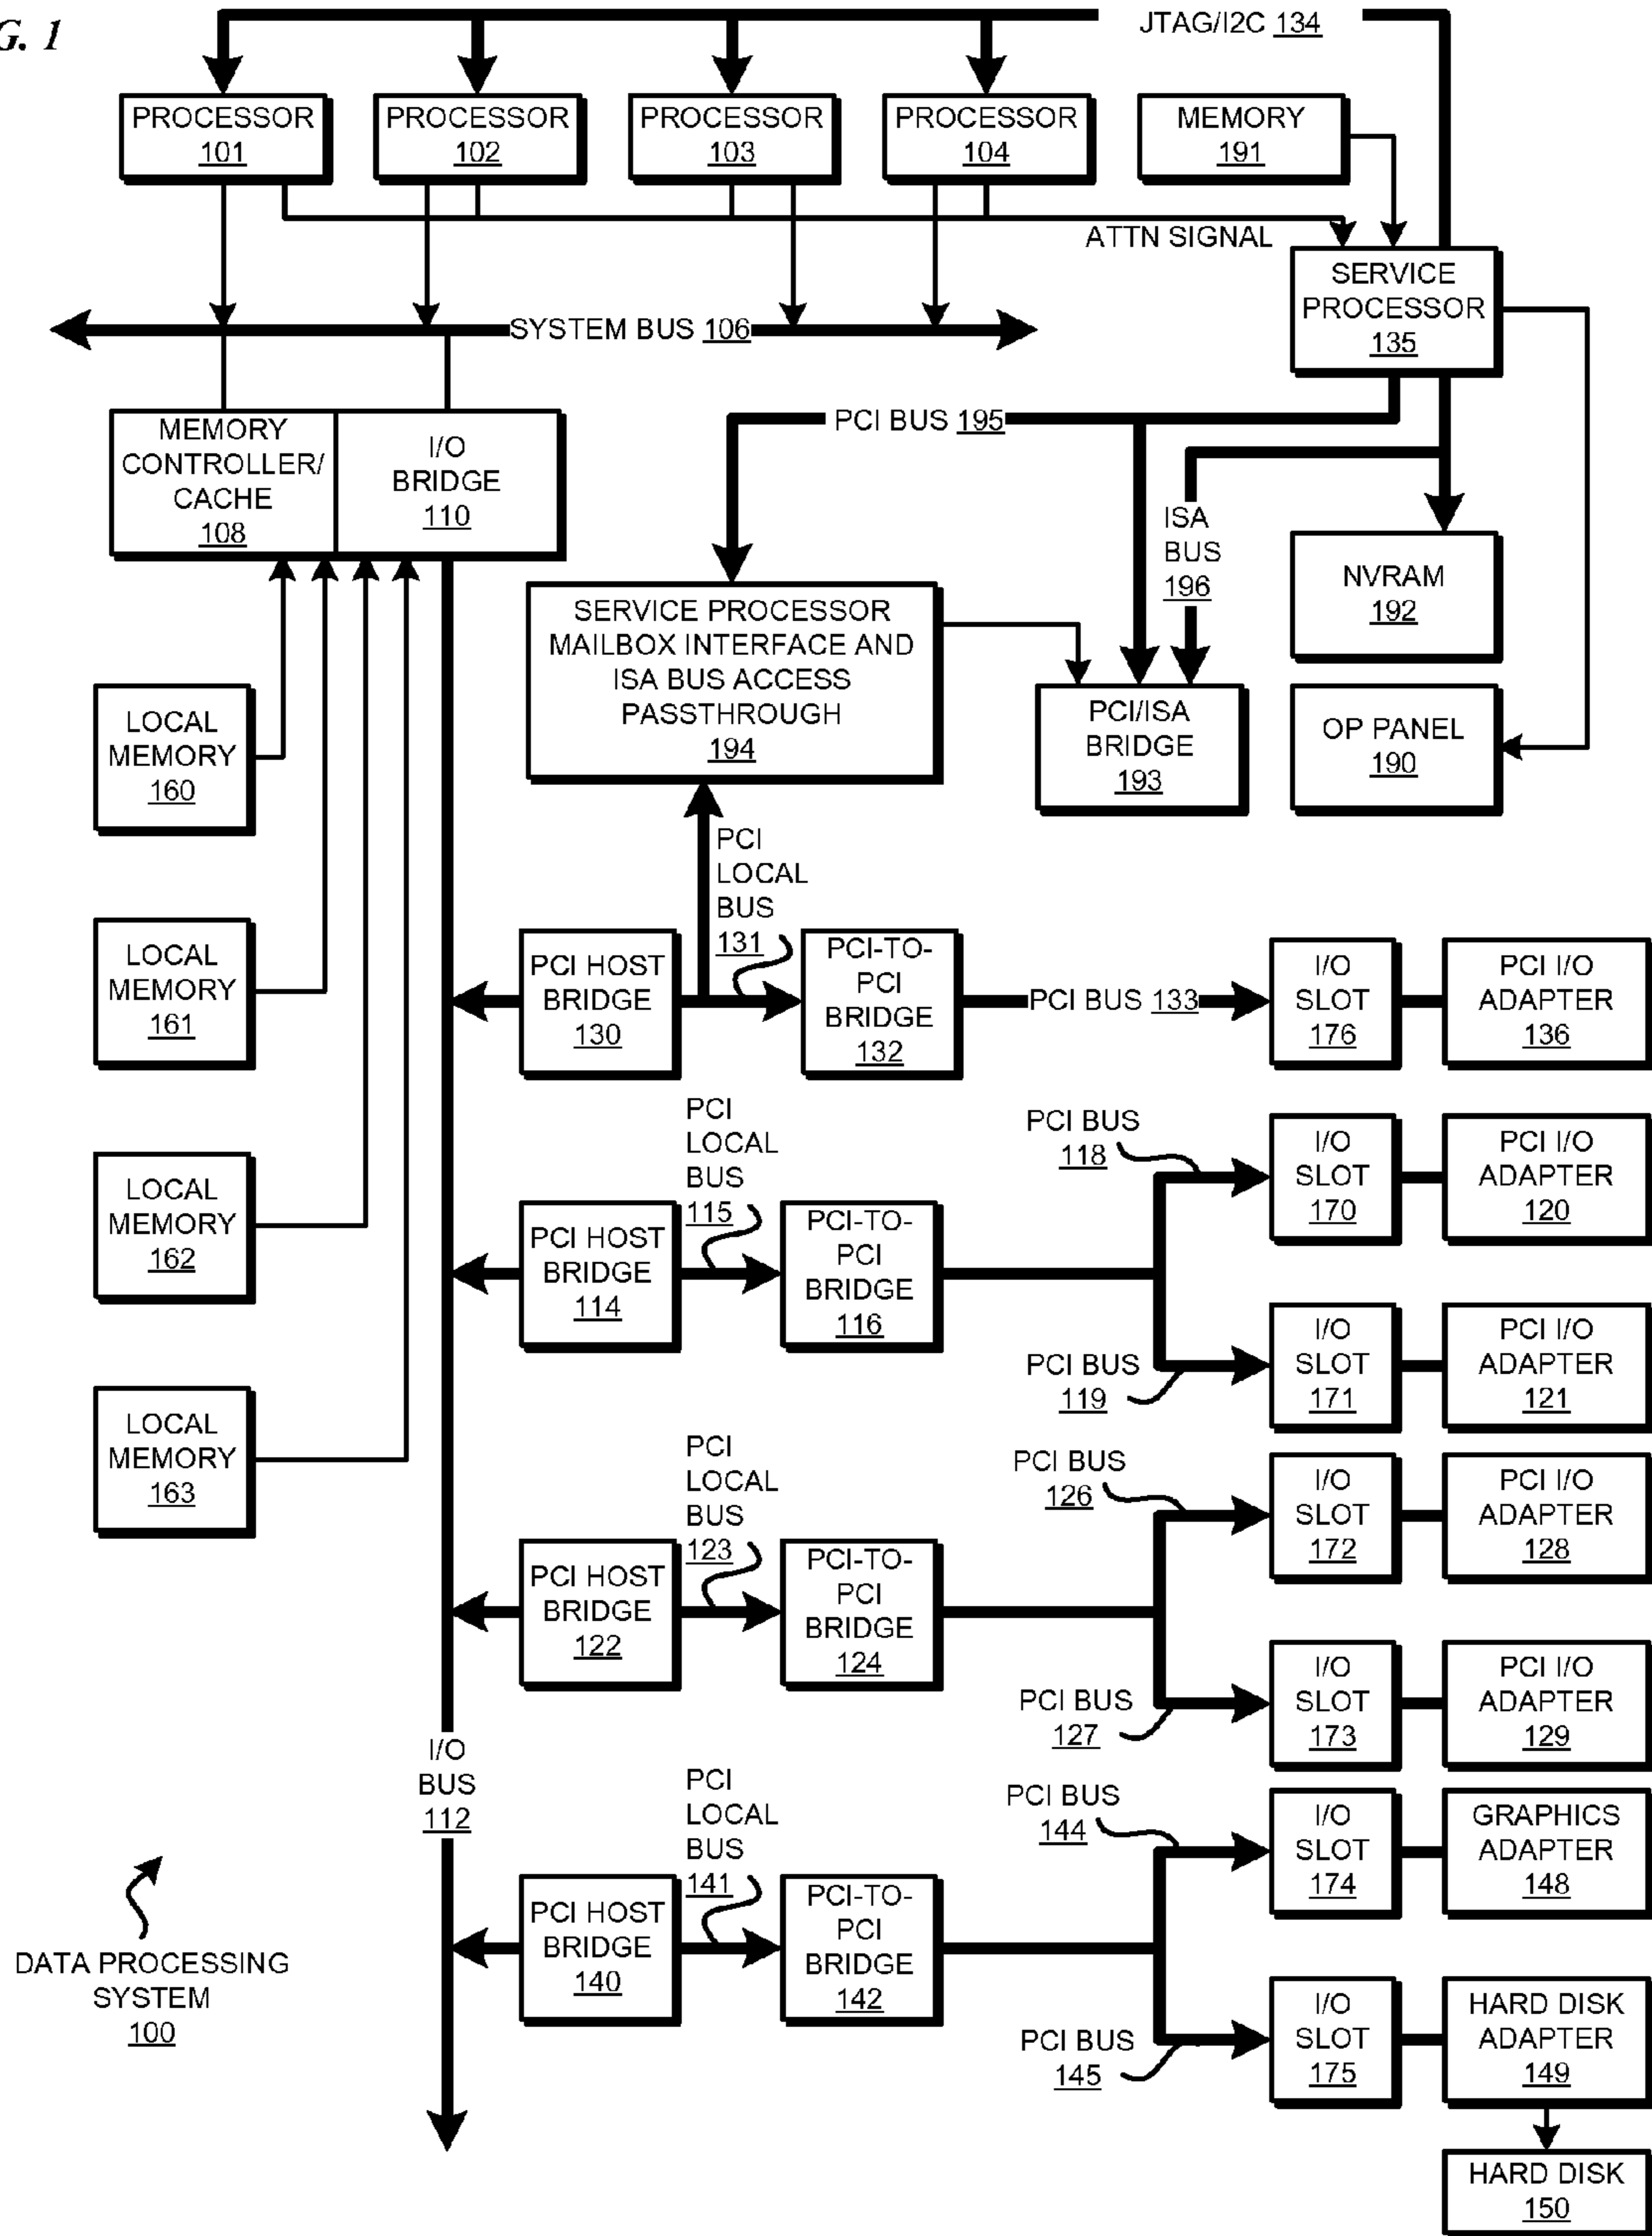 G. 1
JTAG/I2C 134
PROCESSOR
101
PROCESSOR
102
PROCESSOR
103
PROCESSOR
104
MEMORY
191
ATTN SIGNAL
SERVICE
PROCESSOR
135
SYSTEM BUS 106
MEMORY
CONTROLLER/
CACHE
108
I/O
BRIDGE
110
PCI BUS 195
ISA
BUS
196
NVRAM
192
SERVICE PROCESSOR
MAILBOX INTERFACE AND
ISA BUS ACCESS
PASSTHROUGH
194
PCI/ISA
BRIDGE
193
OP PANEL
190
LOCAL
MEMORY
160
LOCAL
MEMORY
161
LOCAL
MEMORY
162
LOCAL
MEMORY
163
PCI HOST
BRIDGE
130
PCI
LOCAL
BUS
131
PCI-TO-
PCI
BRIDGE
132
PCI BUS 133
I/O
SLOT
176
PCI I/O
ADAPTER
136
PCI HOST
BRIDGE
114
PCI
LOCAL
BUS
115
PCI-TO-
PCI
BRIDGE
116
PCI BUS
118
I/O
SLOT
170
PCI I/O
ADAPTER
120
PCI BUS
119
I/O
SLOT
171
PCI I/O
ADAPTER
121
PCI HOST
BRIDGE
122
PCI
LOCAL
BUS
123
PCI-TO-
PCI
BRIDGE
124
PCI BUS
126
I/O
SLOT
172
PCI I/O
ADAPTER
128
PCI BUS
127
I/O
SLOT
173
PCI I/O
ADAPTER
129
I/O
BUS
112
PCI HOST
BRIDGE
140
PCI
LOCAL
BUS
141
PCI-TO-
PCI
BRIDGE
142
PCI BUS
144
I/O
SLOT
174
GRAPHICS
ADAPTER
148
PCI BUS
145
I/O
SLOT
175
HARD DISK
ADAPTER
149
HARD DISK
150
DATA PROCESSING
SYSTEM
100